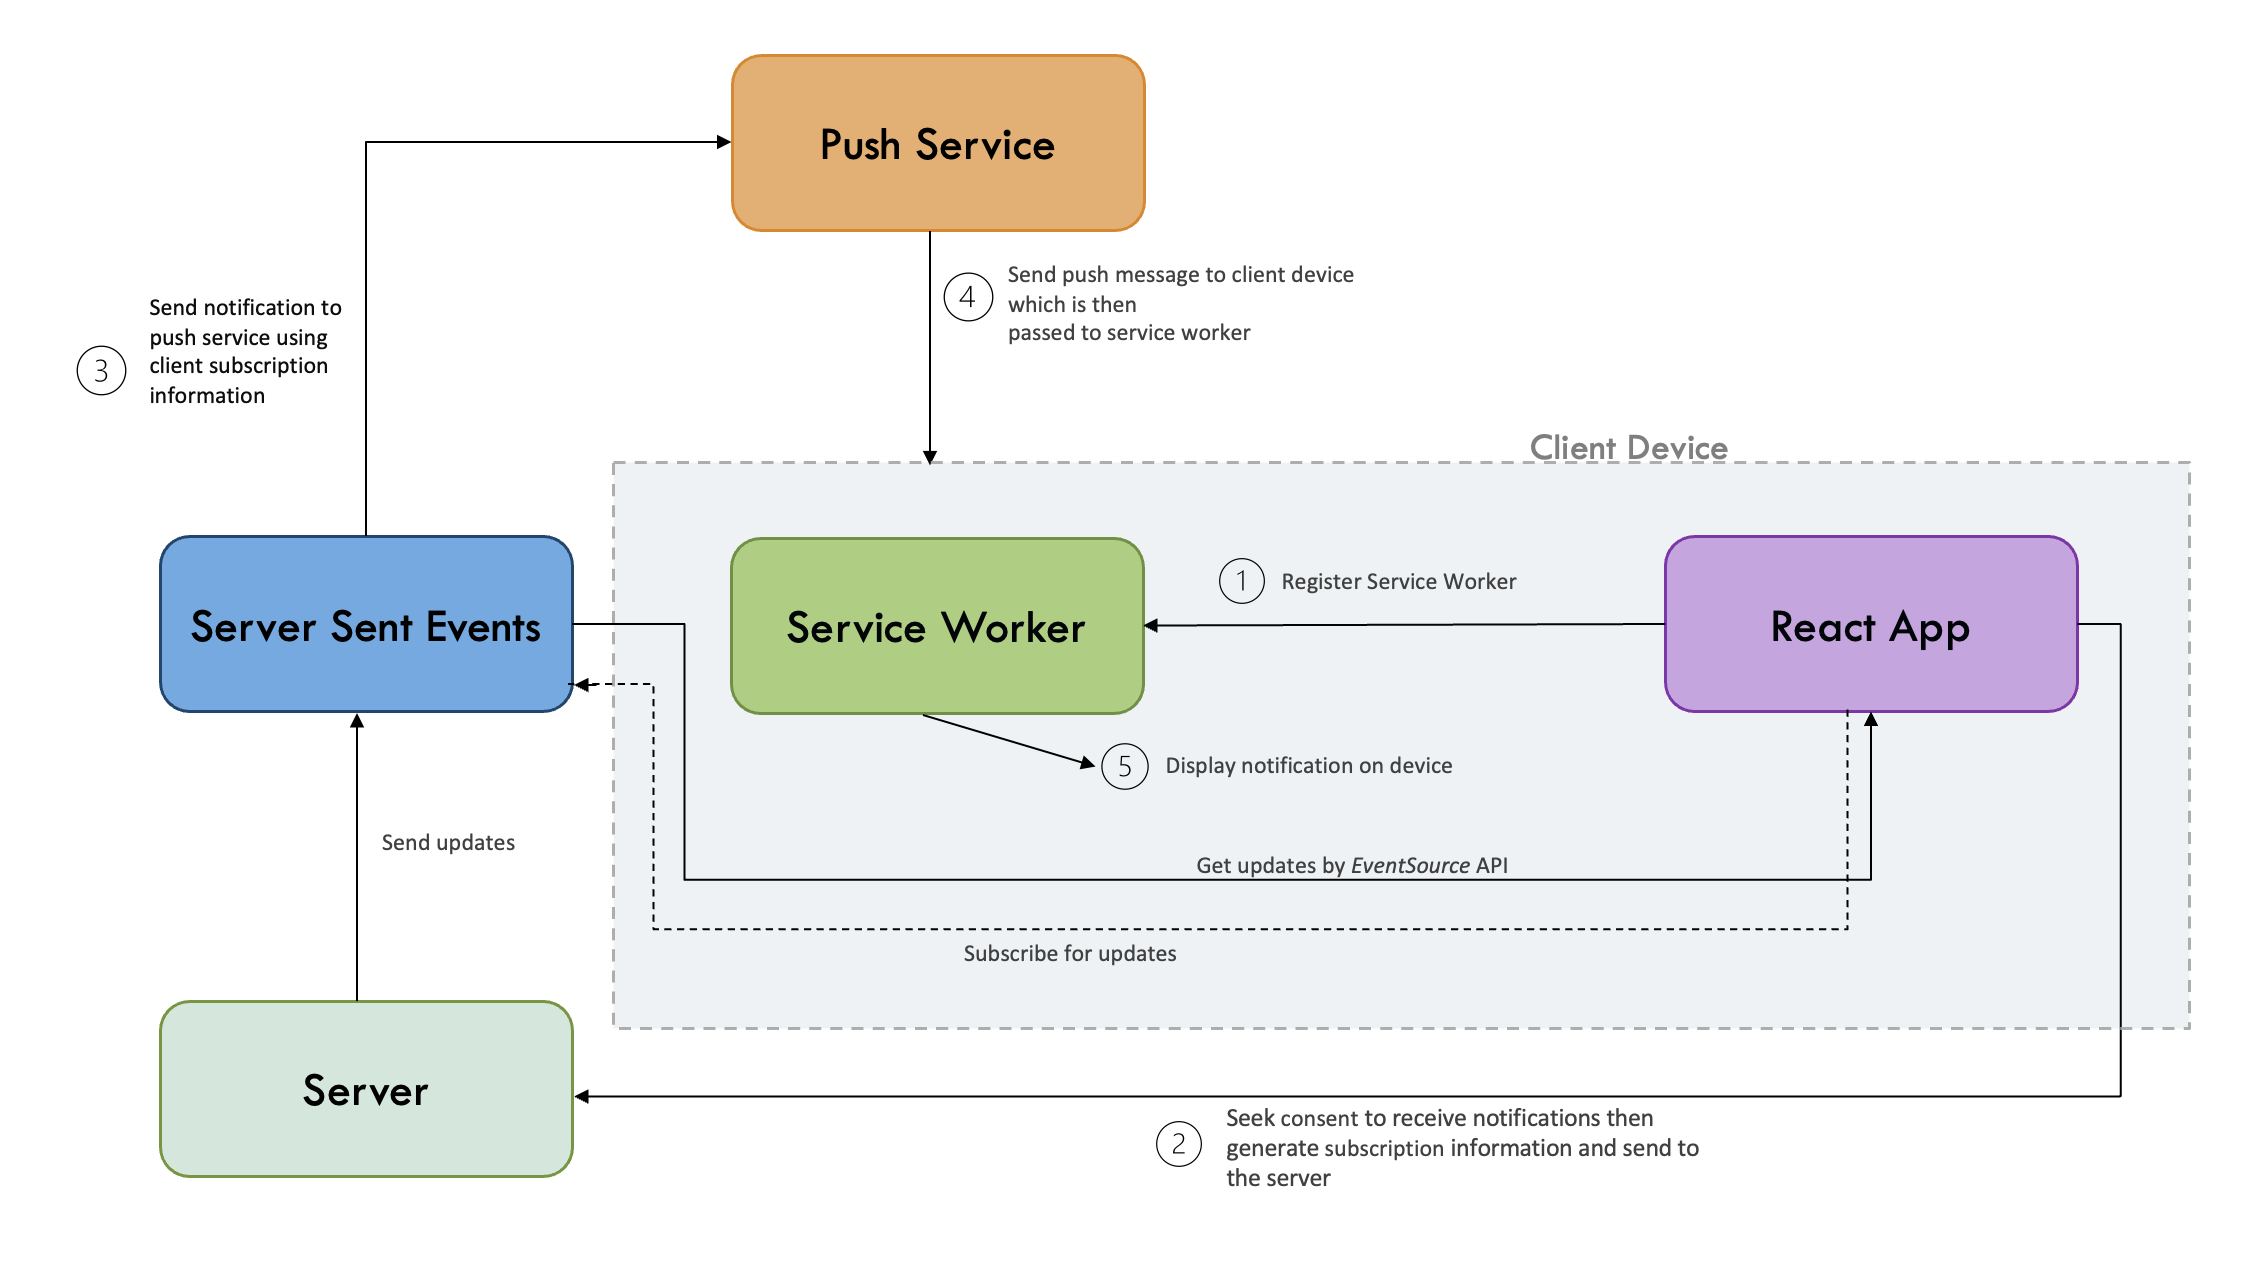 Push Service
4
Send push message to client device
which is then
passed to service worker
3
Send notification to
push service using
client subscription
information
Client Device
Server Sent Events
Service Worker
1
Register Service Worker
React App
5
Display notification on device
Send updates
Get updates by EventSource API
Subscribe for updates
Server
2
Seek consent to receive notifications then
generate subscription information and send to
the server